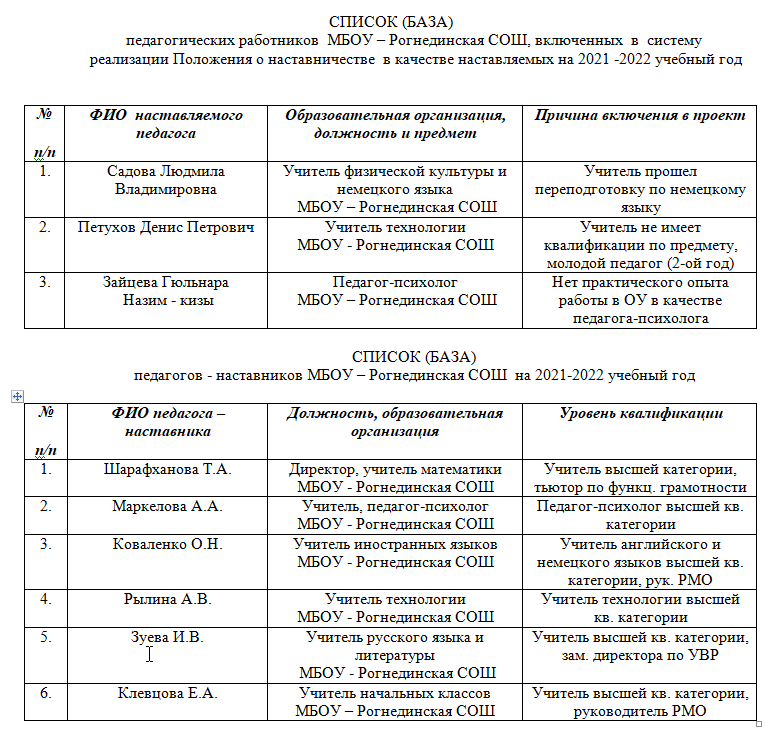 СПИСОК (БАЗА)
педагогических работников МБОУ – Рогнединская СОШ, включенных в систему
реализации Положения о наставничестве в качестве наставляемых на 2021 -2022 учебный год
№ п/п
ФИО наставляемого
педагога
Образовательная организация,
должность и предмет
Причина включения в проект
1.
Садова Людмила
Владимировна
Учитель физической культуры и
немецкого языка
МБОУ – Рогнединская СОШ
Учитель прошел
переподготовку по немецкому
языку
2.
Петухов Денис Петрович
Учитель технологии
МБОУ - Рогнединская СОШ
Учитель не имеет
квалификации по предмету,
молодой педагог (2-ой год)
3.
Зайцева Гюльнара
Назим - кизы
Педагог-психолог
МБОУ – Рогнединская СОШ
Нет практического опыта
работы в ОУ в качестве
педагога-психолога
СПИСОК (БАЗА)
педагогов - наставников МБОУ – Рогнединская СОШ на 2021-2022 учебный год
№
п/п
ФИО педагога –
наставника
Должность, образовательная
организация
Уровень квалификации
1.
Шарафханова Т.А.
Директор, учитель математики
МБОУ - Рогнединская СОШ
Учитель высшей категории,
тьютор по функц. грамотности
2.
Маркелова А.А.
Учитель, педагог-психолог
МБОУ - Рогнединская СОШ
Педагог-психолог высшей кв.
категории
3.
Коваленко О.Н.
Учитель иностранных языков
МБОУ - Рогнединская СОШ
Учитель английского и
немецкого языков высшей кв.
категории, рук. РМО
4.
Рылина А.В.
Учитель технологии
МБОУ - Рогнединская СОШ
Учитель технологии высшей
кв. категории
5.
Зуева И.В.
Учитель русского языка и
литературы
МБОУ - Рогнединская СОШ
Учитель высшей кв. категории,
зам. директора по УВР
6.
Клевцова Е.А.
Учитель начальных классов
МБОУ – Рогнединская СОШ
Учитель высшей кв. категории,
руководитель РМО